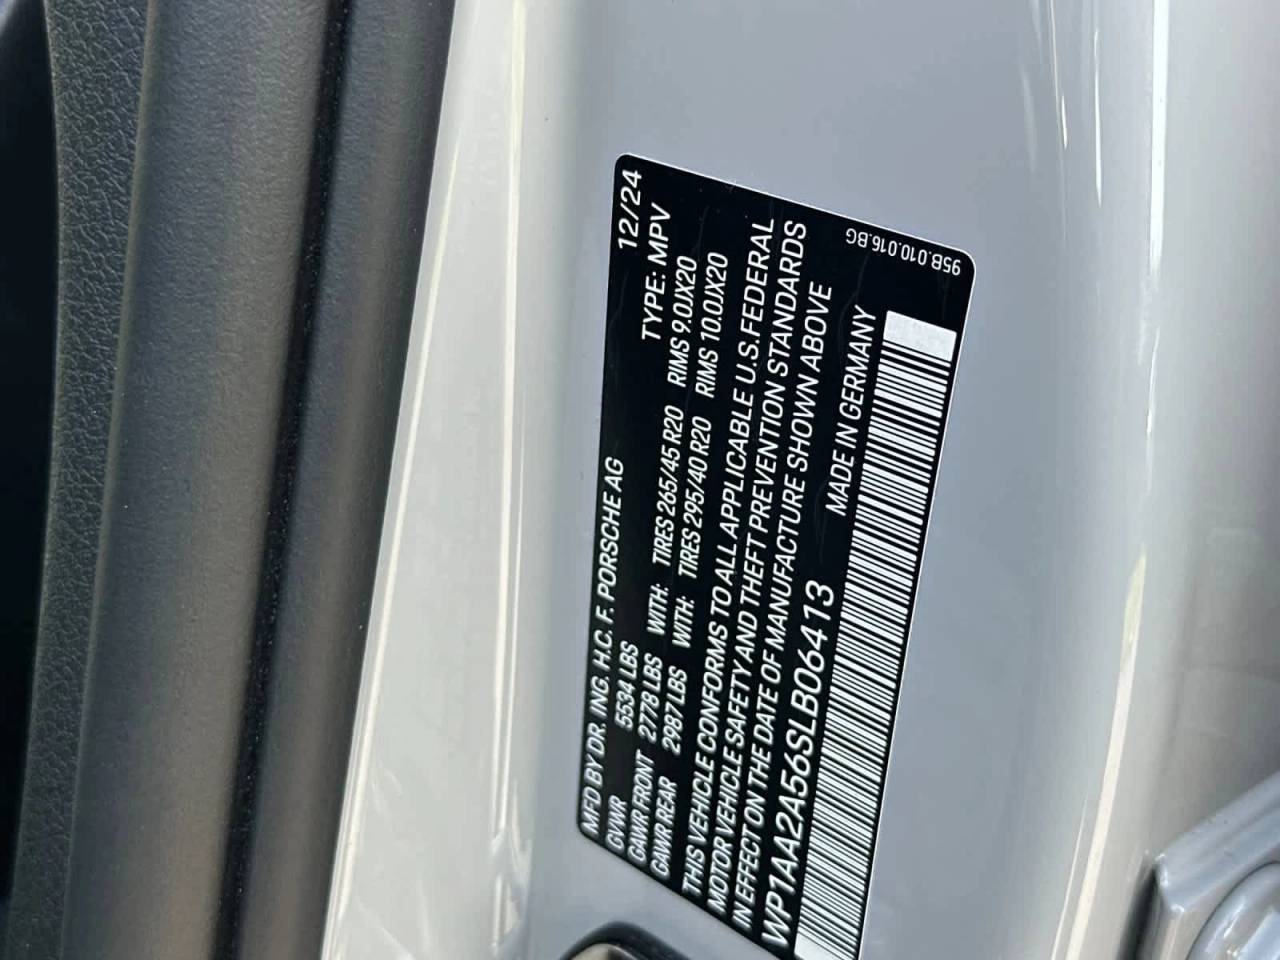 MFD BY DR. ING. H.C. F. PORSCHE AG 12/24
GVWR 5534 LBS TYPE: MPV
GAWR FRONT 2778 LBS WITH: TIRES 265/45 R20 RIMS 9.0JX20
GAWR REAR 2987 LBS WITH: TIRES 295/40 R20 RIMS 10.0JX20
THIS VEHICLE CONFORMS TO ALL APPLICABLE U.S.FEDERAL
MOTOR VEHICLE SAFETY AND THEFT PREVENTION STANDARDS
IN EFFECT ON THE DATE OF MANUFACTURE SHOWN ABOVE
WP1AA2A56SLB06413 MADE IN GERMANY
95B.010.016.BG